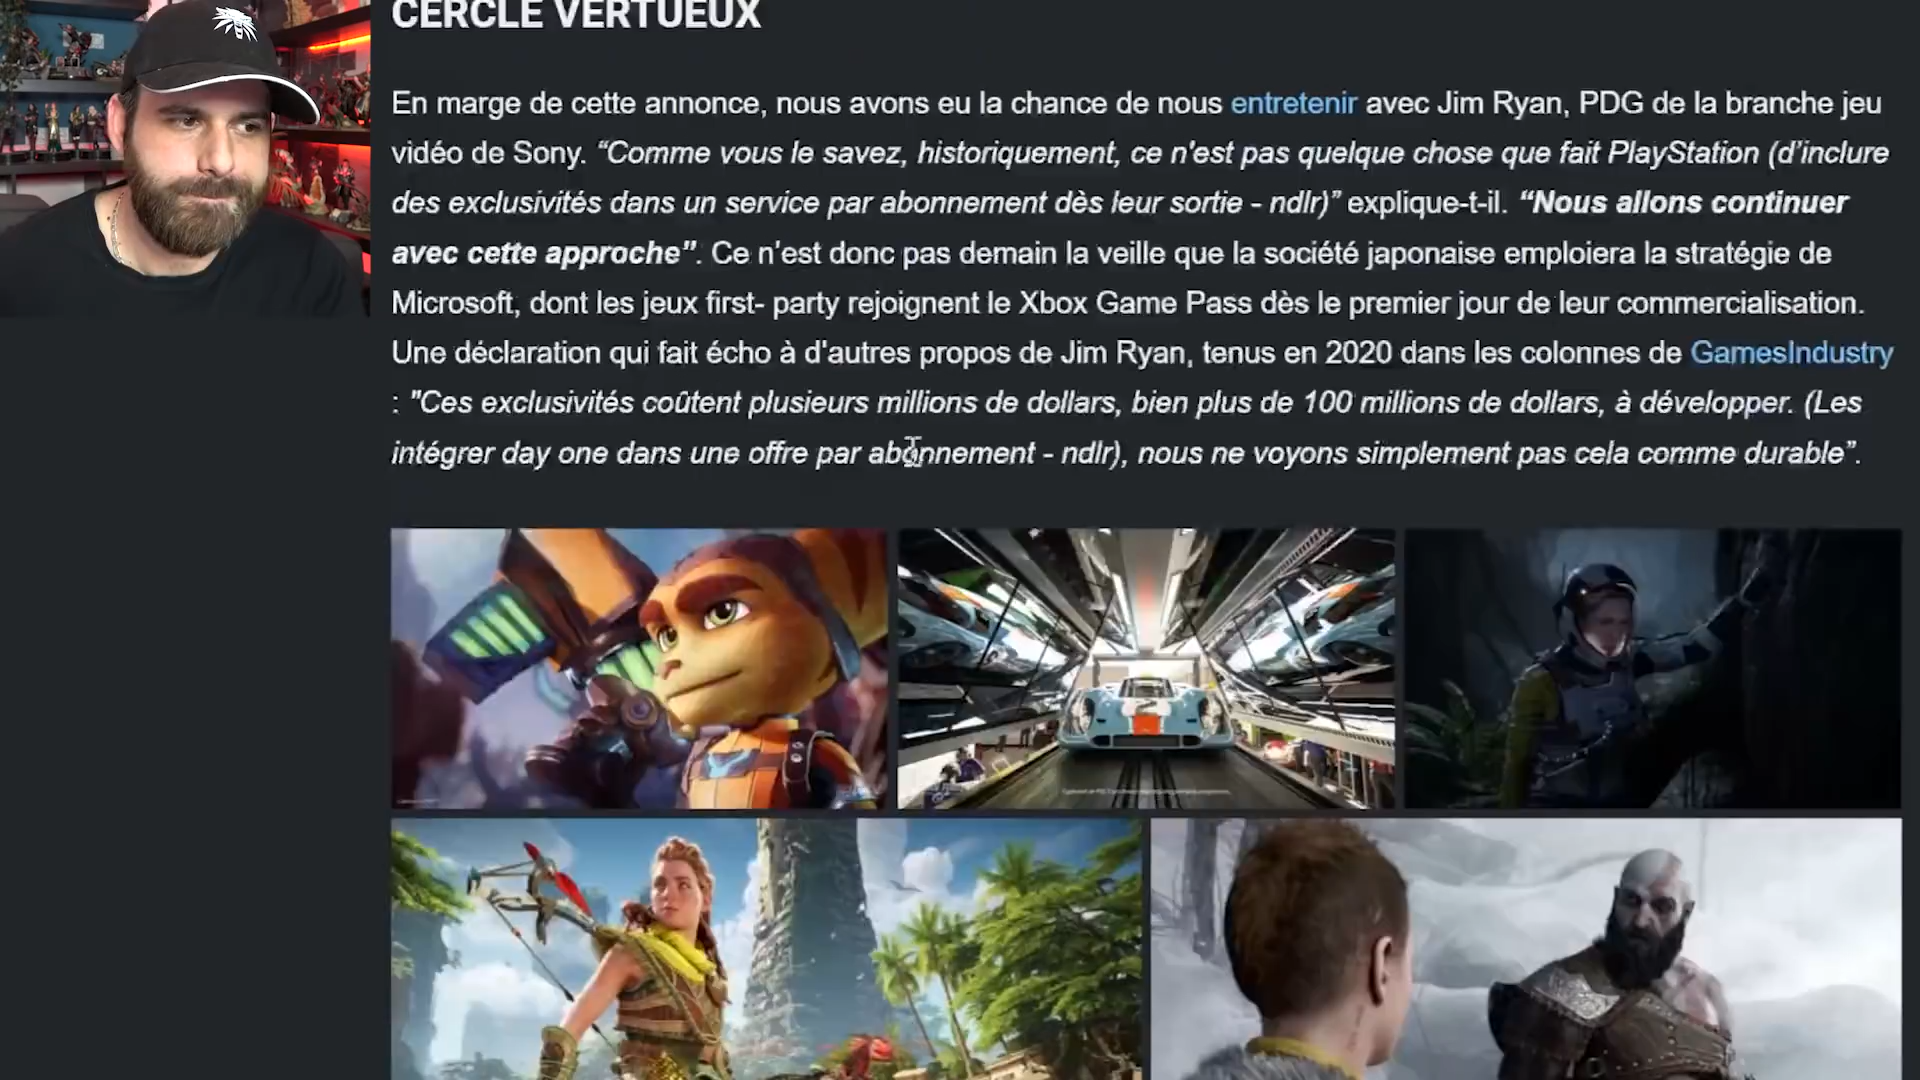 CERCLE VERTUEUX
En marge de cette annonce, nous avons eu la chance de nous entretenir avec Jim Ryan, PDG de la branche jeu
vidéo de Sony. “Comme vous le savez, historiquement, ce n'est pas quelque chose que fait PlayStation (d’inclure
des exclusivités dans un service par abonnement dès leur sortie - ndlr)” explique-t-il. “Nous allons continuer
avec cette approche". Ce n'est donc pas demain la veille que la société japonaise emploiera la stratégie de
Microsoft, dont les jeux first- party rejoignent le Xbox Game Pass dès le premier jour de leur commercialisation.
Une déclaration qui fait écho à d'autres propos de Jim Ryan, tenus en 2020 dans les colonnes de GamesIndustry
: "Ces exclusivités coûtent plusieurs millions de dollars, bien plus de 100 millions de dollars, à développer. (Les
intégrer day one dans une offre par abonnement - ndlr), nous ne voyons simplement pas cela comme durable”.
2